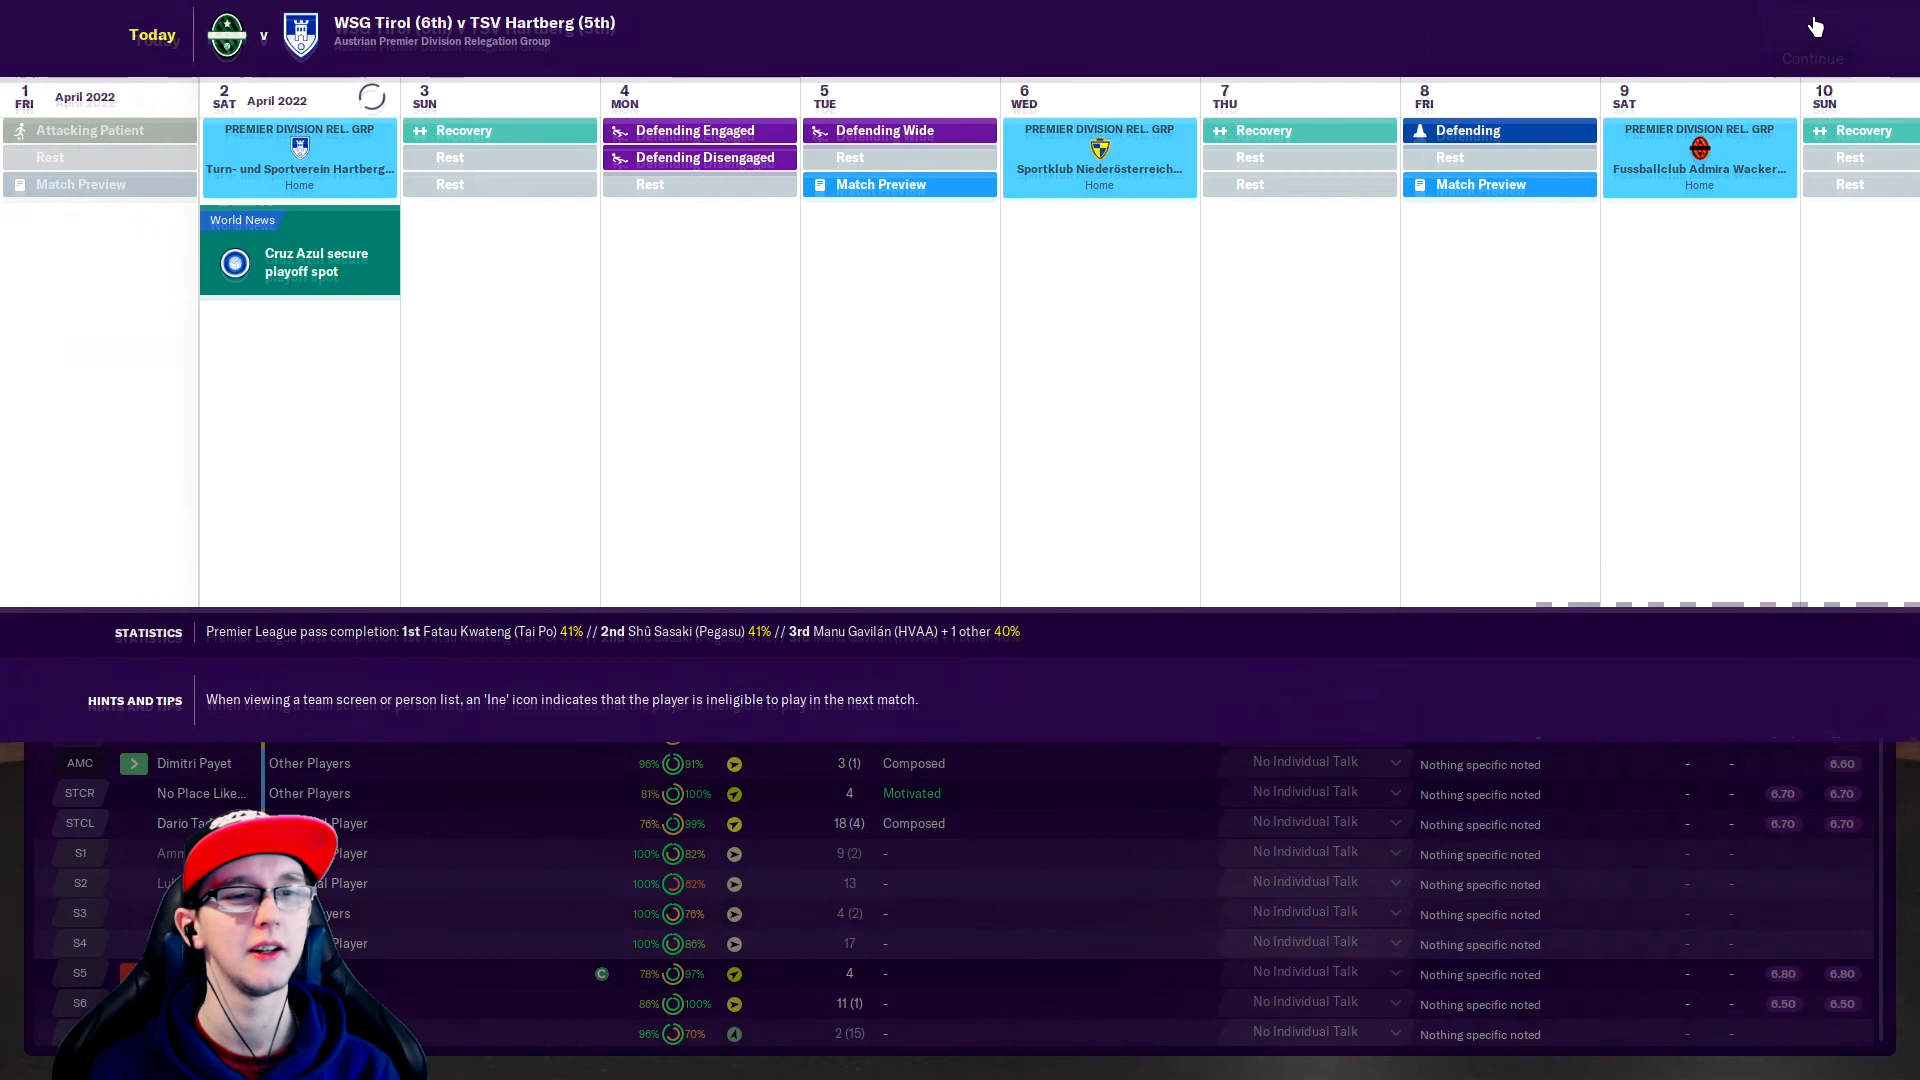 Today
v
WSG Tirol (6th) v TSV Hartberg (5th)
Austrian Premier Division Relegation Group
Continue
1 FRI April 2022
2 SAT April 2022
3 SUN
4 MON
5 TUE
6 WED
7 THU
8 FRI
9 SAT
10 SUN
Attacking Patient
Rest
Match Preview
PREMIER DIVISION REL. GRP
Turn- und Sportverein Hartberg...
Home
Recovery
Rest
Rest
Defending Engaged
Defending Disengaged
Rest
Defending Wide
Rest
Match Preview
PREMIER DIVISION REL. GRP
Sportklub Niederösterreich...
Home
Recovery
Rest
Rest
Defending
Rest
Match Preview
PREMIER DIVISION REL. GRP
Fussballclub Admira Wacker...
Home
Recovery
Rest
Rest
World News
Cruz Azul secure
playoff spot
STATISTICS Premier League pass completion: 1st Fatau Kwateng (Tai Po) 41% // 2nd Shû Sasaki (Pegasu) 41% // 3rd Manu Gavilán (HVAA) + 1 other 40%
HINTS AND TIPS When viewing a team screen or person list, an 'Ine' icon indicates that the player is ineligible to play in the next match.
AMC Dimitri Payet Other Players 96% 91% 3 (1) Composed No Individual Talk Nothing specific noted - - 6.60
STCR No Place Like... Other Players 81% 100% 4 Motivated No Individual Talk Nothing specific noted - - 6.70 6.70
STCL Dario Player 76% 99% 18 (4) Composed No Individual Talk Nothing specific noted - - 6.70 6.70
S1 Player 100% 82% 9 (2) - No Individual Talk Nothing specific noted - -
S2 Player 100% 62% 13 - No Individual Talk Nothing specific noted - -
S3 100% 76% 4 (2) - No Individual Talk Nothing specific noted - -
S4 Player 100% 86% 17 - No Individual Talk Nothing specific noted - -
S5 C 78% 97% 4 - No Individual Talk Nothing specific noted - - 6.80 6.80
S6 86% 100% 11 (1) - No Individual Talk Nothing specific noted - - 6.50 6.50
96% 70% 2 (15) - No Individual Talk Nothing specific noted - -